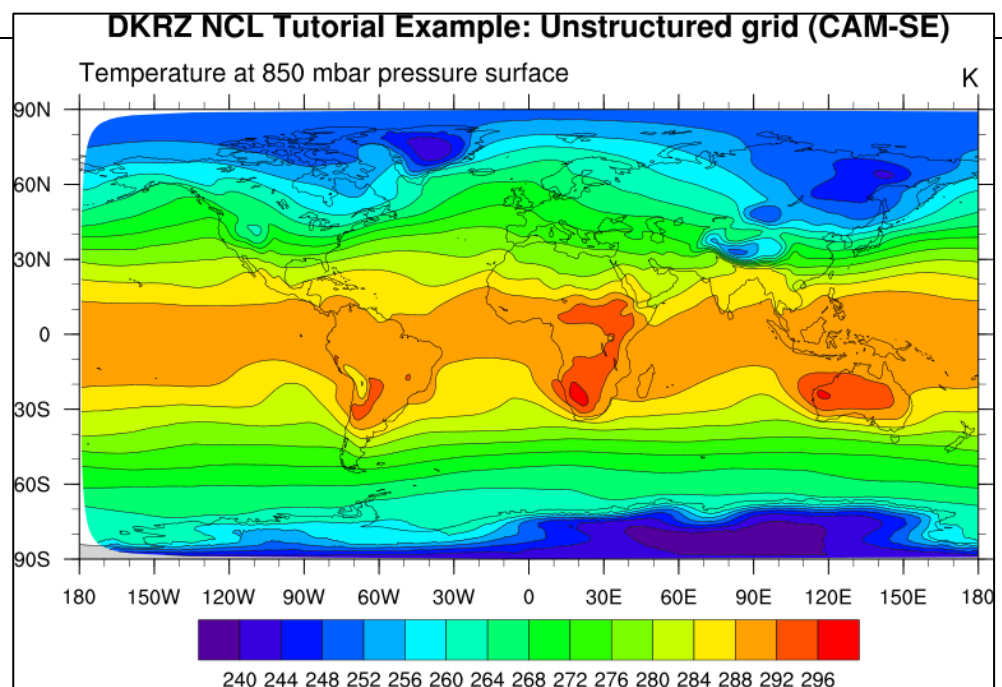 DKRZ NCL Tutorial Example: Unstructured grid (CAM-SE)
Temperature at 850 mbar pressure surface K
90N
60N
30N
0
30S
60S
90S
180 150W 120W 90W 60W 30W 0 30E 60E 90E 120E 150E 180
240 244 248 252 256 260 264 268 272 276 280 284 288 292 296